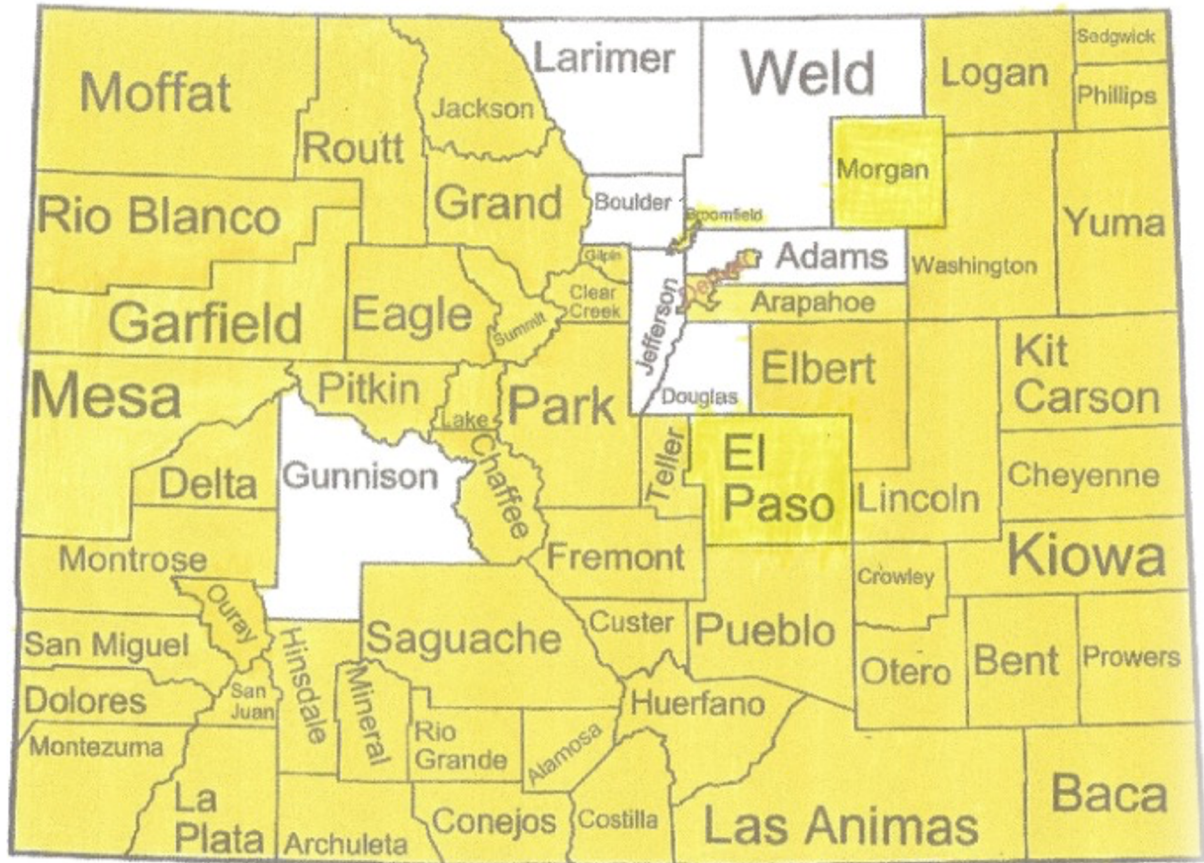 Moffat
Routt
Jackson
Larimer
Weld
Logan
Sedgwick
Phillips
Morgan
Rio Blanco
Grand
Boulder
Broomfield
Yuma
Washington
Adams
Gilpin
Clear
Creek
Denver
Arapahoe
Garfield
Eagle
Summit
Jefferson
Douglas
Elbert
Kit
Carson
Mesa
Pitkin
Lake
Park
Delta
Gunnison
Chaffee
Teller
El
Paso
Lincoln
Cheyenne
Montrose
Fremont
Crowley
Kiowa
Ouray
San Miguel
Hinsdale
Saguache
Custer
Pueblo
Otero
Bent
Prowers
Dolores
San
Juan
Mineral
Rio
Grande
Alamosa
Huerfano
Montezuma
La
Plata
Archuleta
Conejos
Costilla
Las Animas
Baca